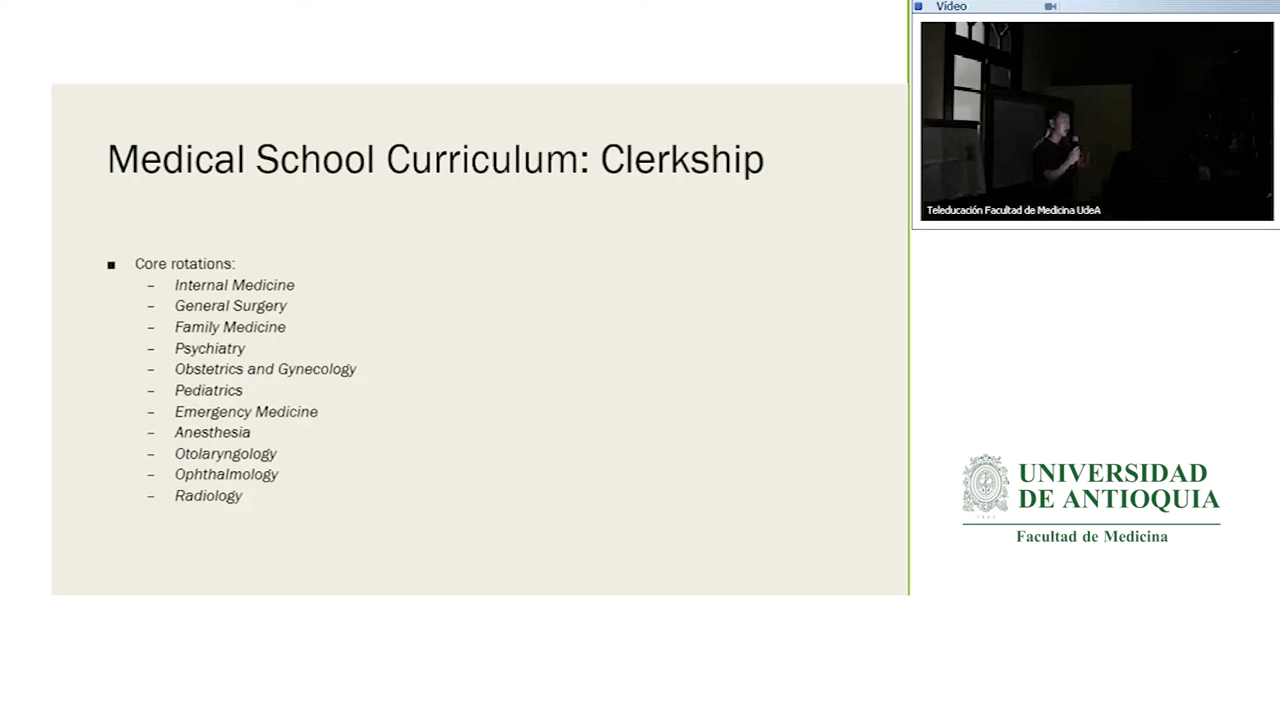 Medical School Curriculum: Clerkship
■ Core rotations:
– Internal Medicine
– General Surgery
– Family Medicine
– Psychiatry
– Obstetrics and Gynecology
– Pediatrics
– Emergency Medicine
– Anesthesia
– Otolaryngology
– Ophthalmology
– Radiology
Vídeo
Teleducación Facultad de Medicina UdeA
UNIVERSIDAD
DE ANTIOQUIA
Facultad de Medicina